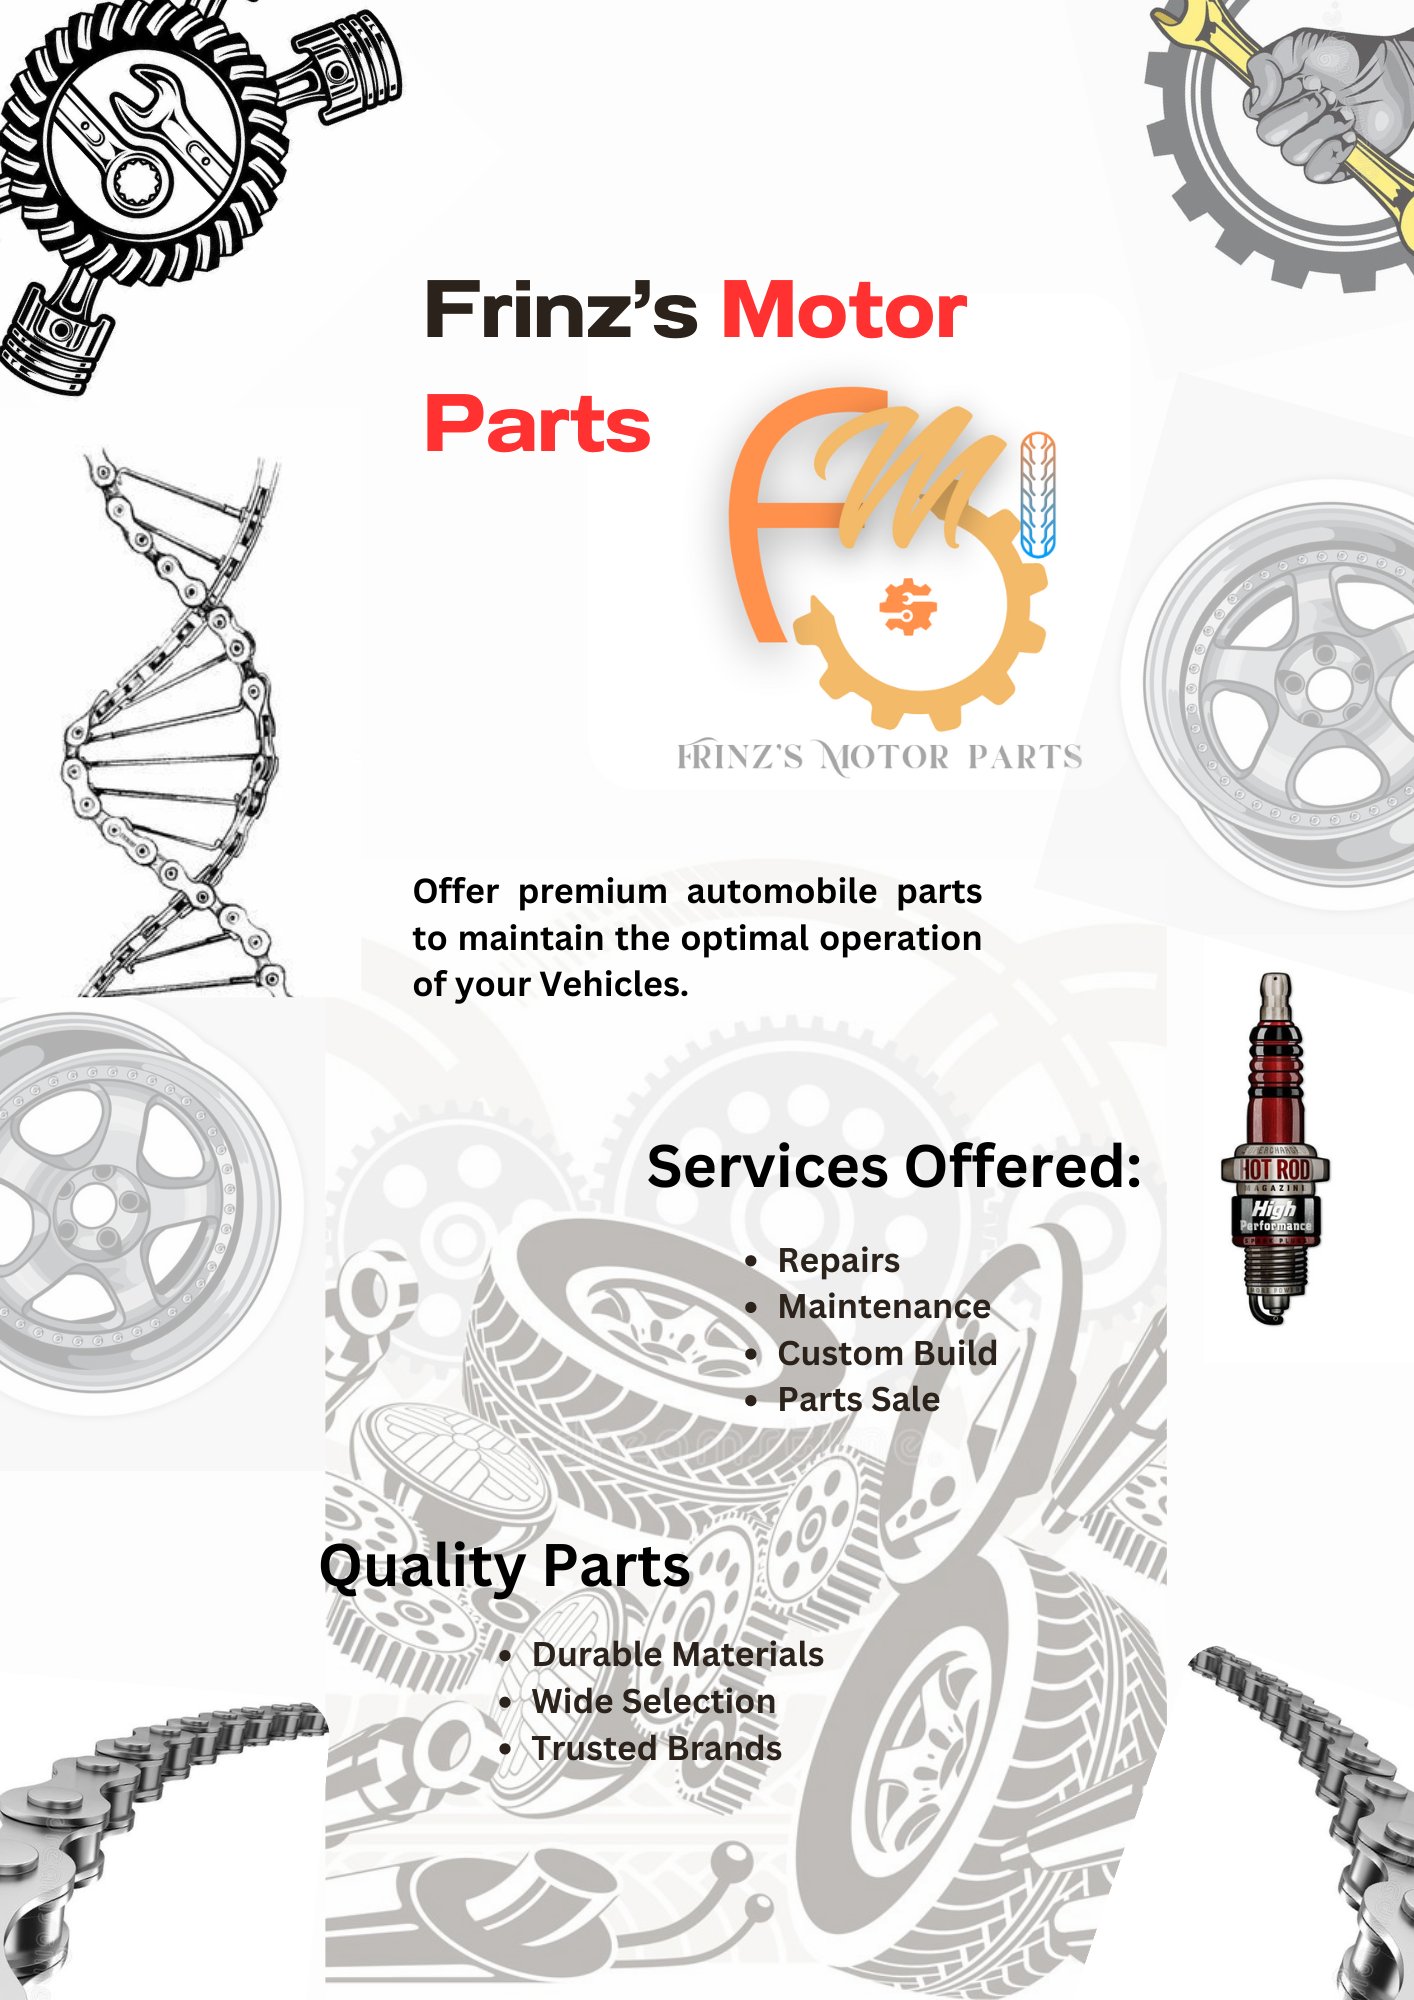 Frinz’s Motor
Parts
FRINZ'S MOTOR PARTS
Offer premium automobile parts
to maintain the optimal operation
of your Vehicles.
HOT ROD
MAGAZINE
High
Performance
Services Offered:
• Repairs
• Maintenance
• Custom Build
• Parts Sale
Quality Parts
• Durable Materials
• Wide Selection
• Trusted Brands